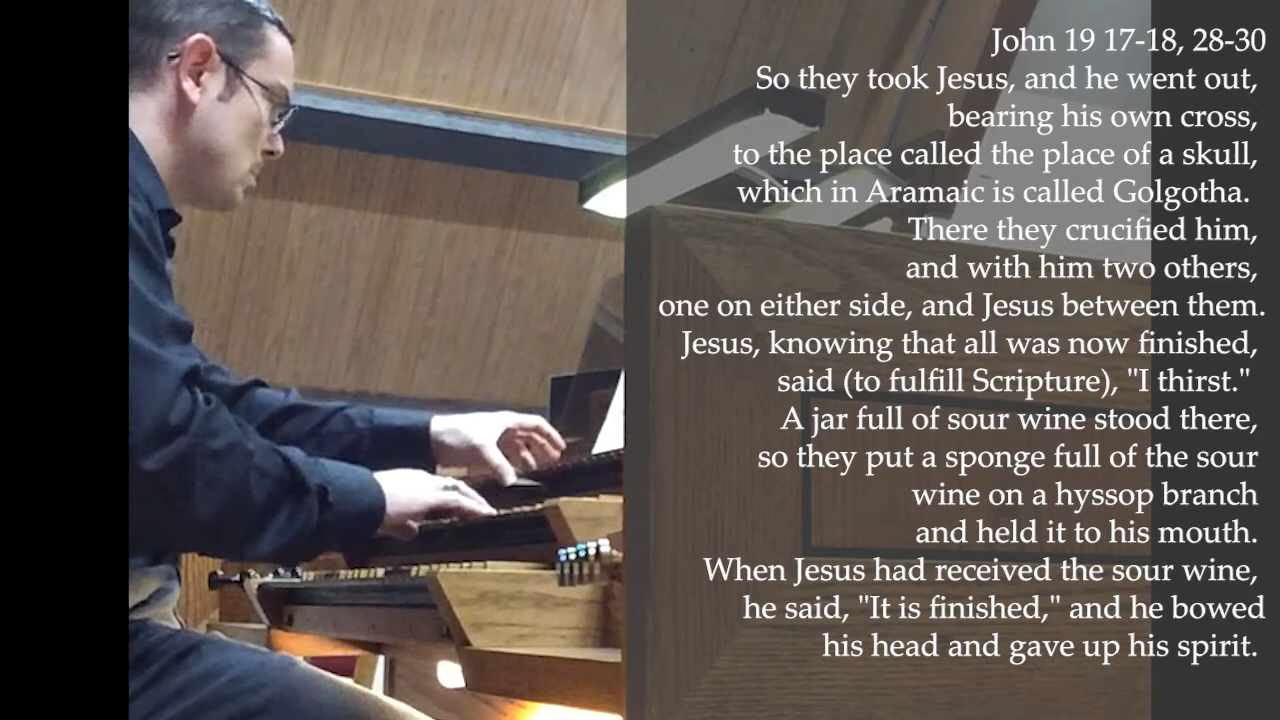 John 19 17-18, 28-30
So they took Jesus, and he went out,
bearing his own cross,
to the place called the place of a skull,
which in Aramaic is called Golgotha.
There they crucified him,
and with him two others,
one on either side, and Jesus between them.
Jesus, knowing that all was now finished,
said (to fulfill Scripture), "I thirst."
A jar full of sour wine stood there,
so they put a sponge full of the sour
wine on a hyssop branch
and held it to his mouth.
When Jesus had received the sour wine,
he said, "It is finished," and he bowed
his head and gave up his spirit.